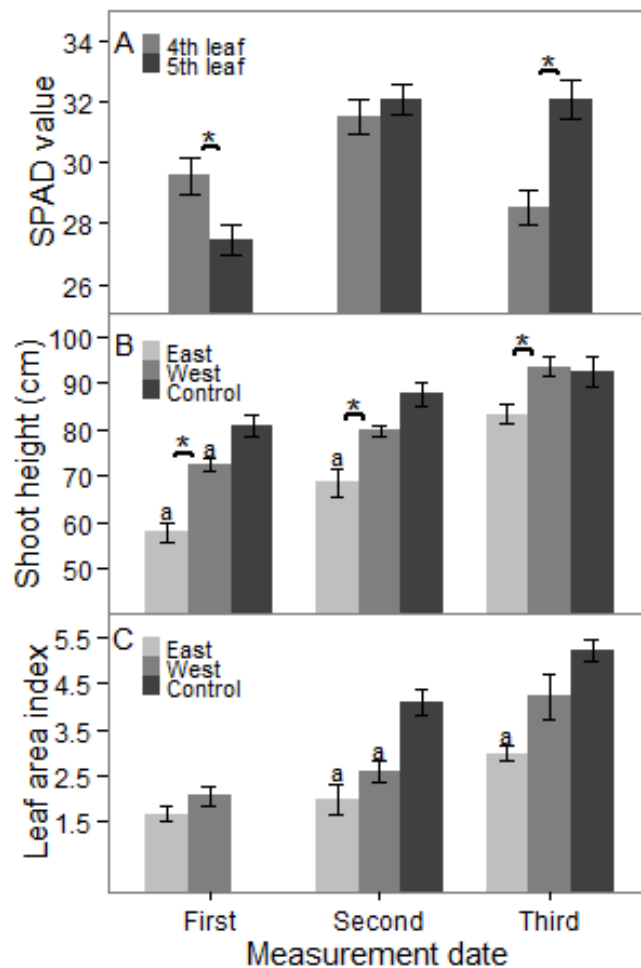 A
4th leaf
5th leaf
SPAD value
34
32
30
28
26
*
*
B
East
West
Control
Shoot height (cm)
100
90
80
70
60
50
a
*
a
a
*
*
C
East
West
Control
Leaf area index
5.5
4.5
3.5
2.5
1.5
a
a
a
First Second Third
Measurement date